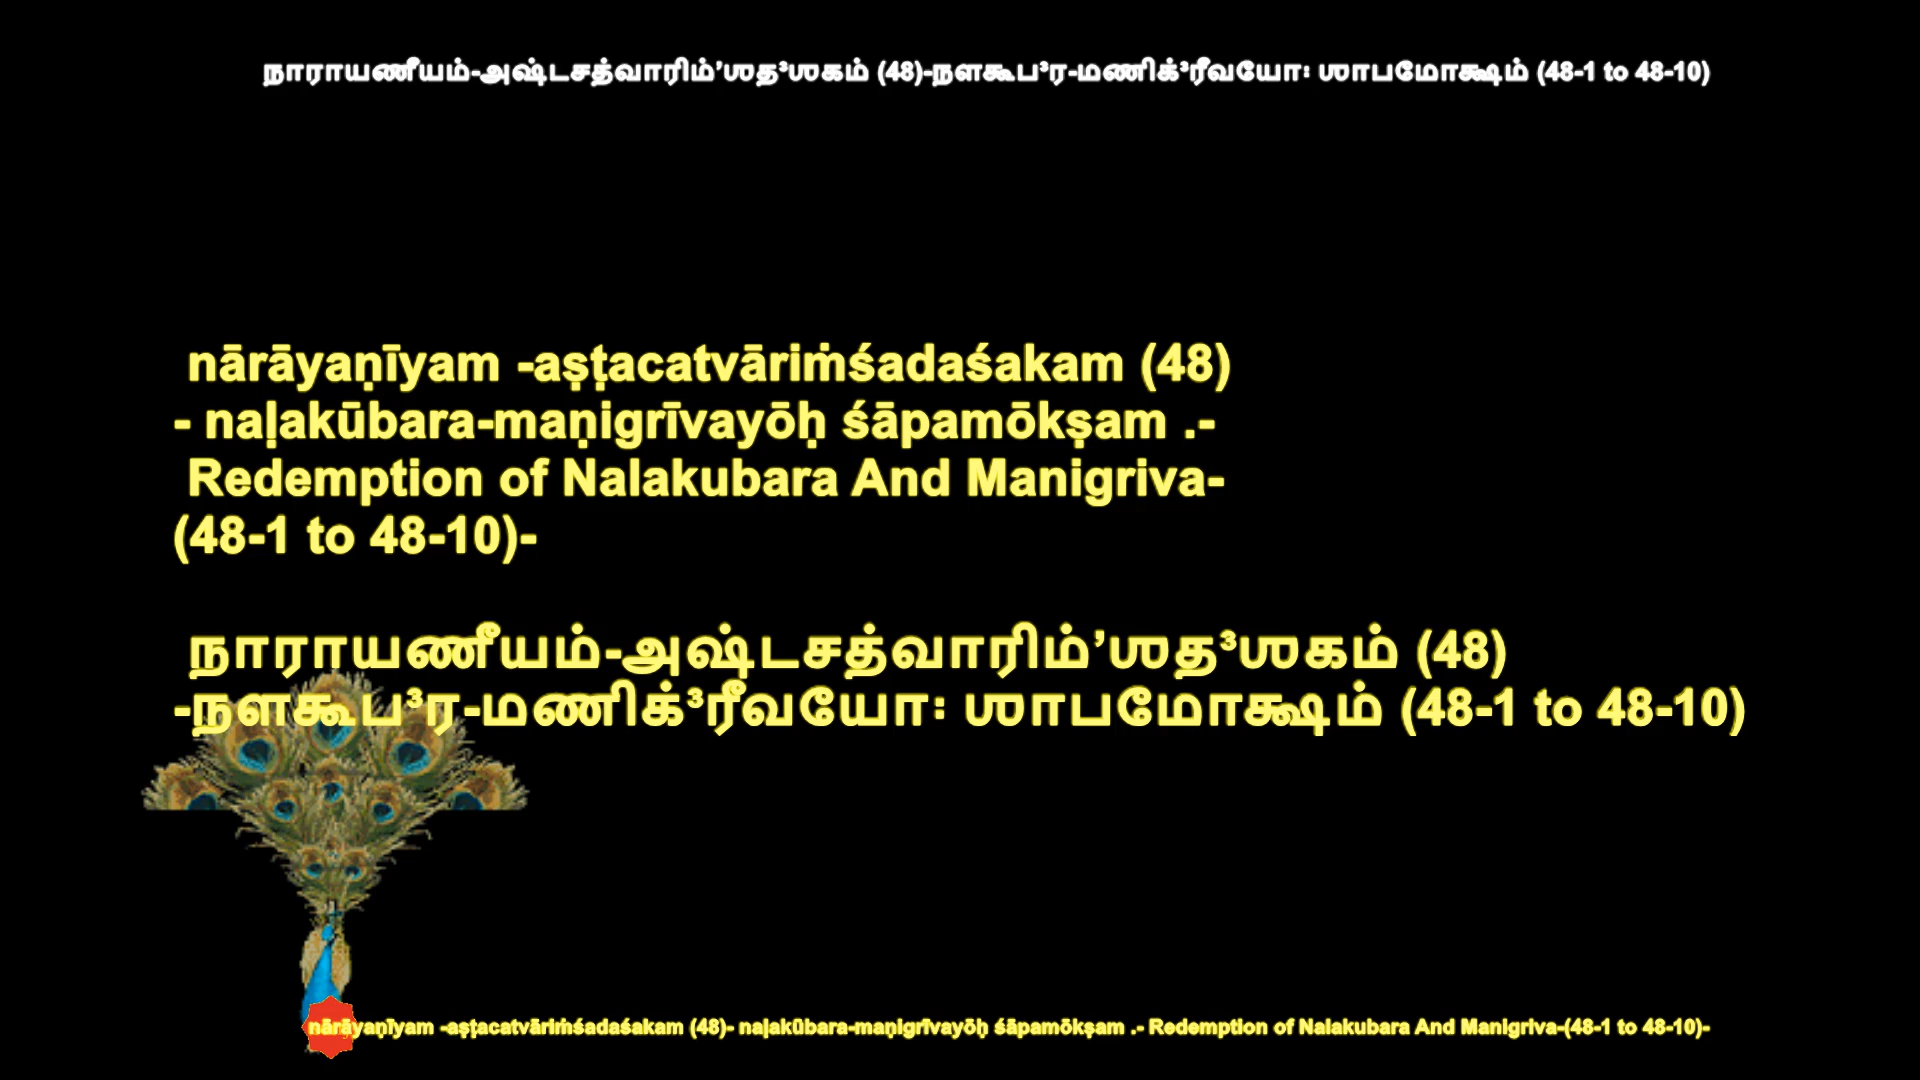 நாராயணீயம்-அஷ்டசத்வாரிம்’ஶத³ஶகம் (48)-நளகூப³ர-மணிக்³ரீவயோ꞉ ஶாபமோக்ஷம் (48-1 to 48-10)
nārāyaṇīyam -aṣṭacatvāriṁśadaśakam (48)
- naḷakūbara-maṇigrīvayōḥ śāpamōkṣam .-
Redemption of Nalakubara And Manigriva-
(48-1 to 48-10)-
நாராயணீயம்-அஷ்டசத்வாரிம்’ஶத³ஶகம் (48)
-நளகூப³ர-மணிக்³ரீவயோ꞉ ஶாபமோக்ஷம் (48-1 to 48-10)
nārāyaṇīyam -aṣṭacatvāriṁśadaśakam (48)- naḷakūbara-maṇigrīvayōḥ śāpamōkṣam .- Redemption of Nalakubara And Manigriva-(48-1 to 48-10)-